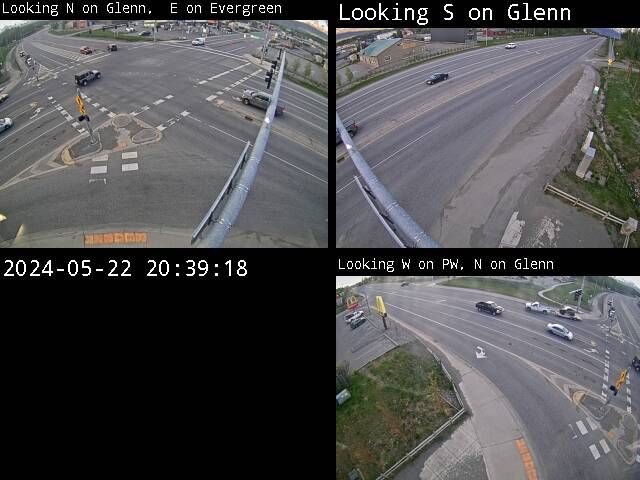 Looking N on Glenn,  E on Evergreen
Looking S on Glenn
2024-05-22 20:39:18
Looking W on PW, N on Glenn